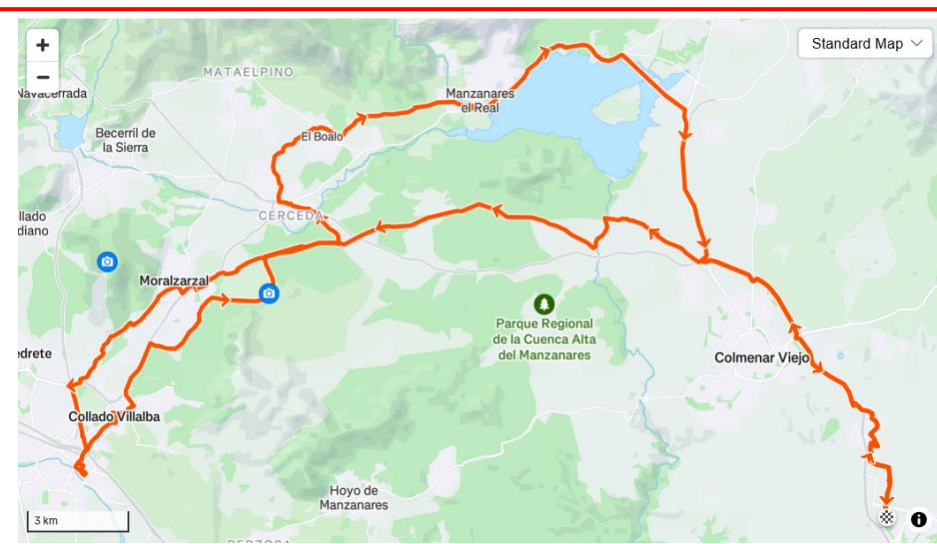 +
Standard Map
−
MATAELPINO
Navacerrada
Manzanares
el Real
Becerril de
la Sierra
El Boalo
CERCEDA
llado
diano
Moralzarzal
Parque Regional
de la Cuenca Alta
del Manzanares
edrete
Colmenar Viejo
Collado Villalba
Hoyo de
Manzanares
3 km
i